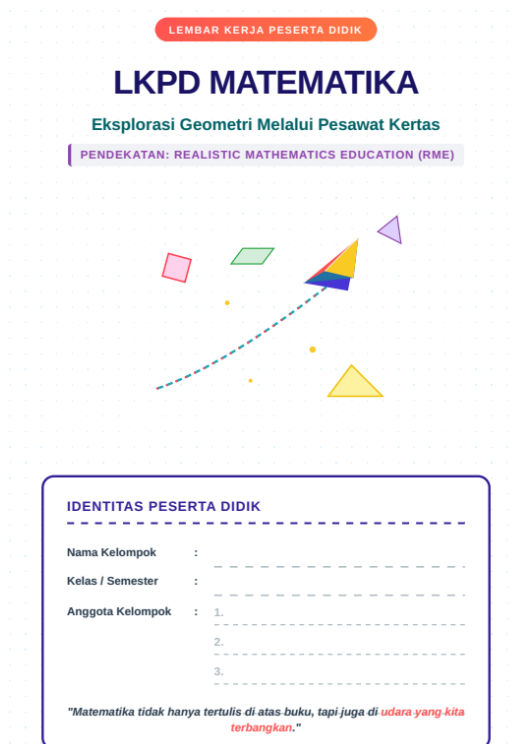 LEMBAR KERJA PESERTA DIDIK
LKPD MATEMATIKA
Eksplorasi Geometri Melalui Pesawat Kertas
PENDEKATAN: REALISTIC MATHEMATICS EDUCATION (RME)
IDENTITAS PESERTA DIDIK
Nama Kelompok :
Kelas / Semester :
Anggota Kelompok : 1.
2.
3.
"Matematika tidak hanya tertulis di atas buku, tapi juga di udara yang kita
terbangkan."